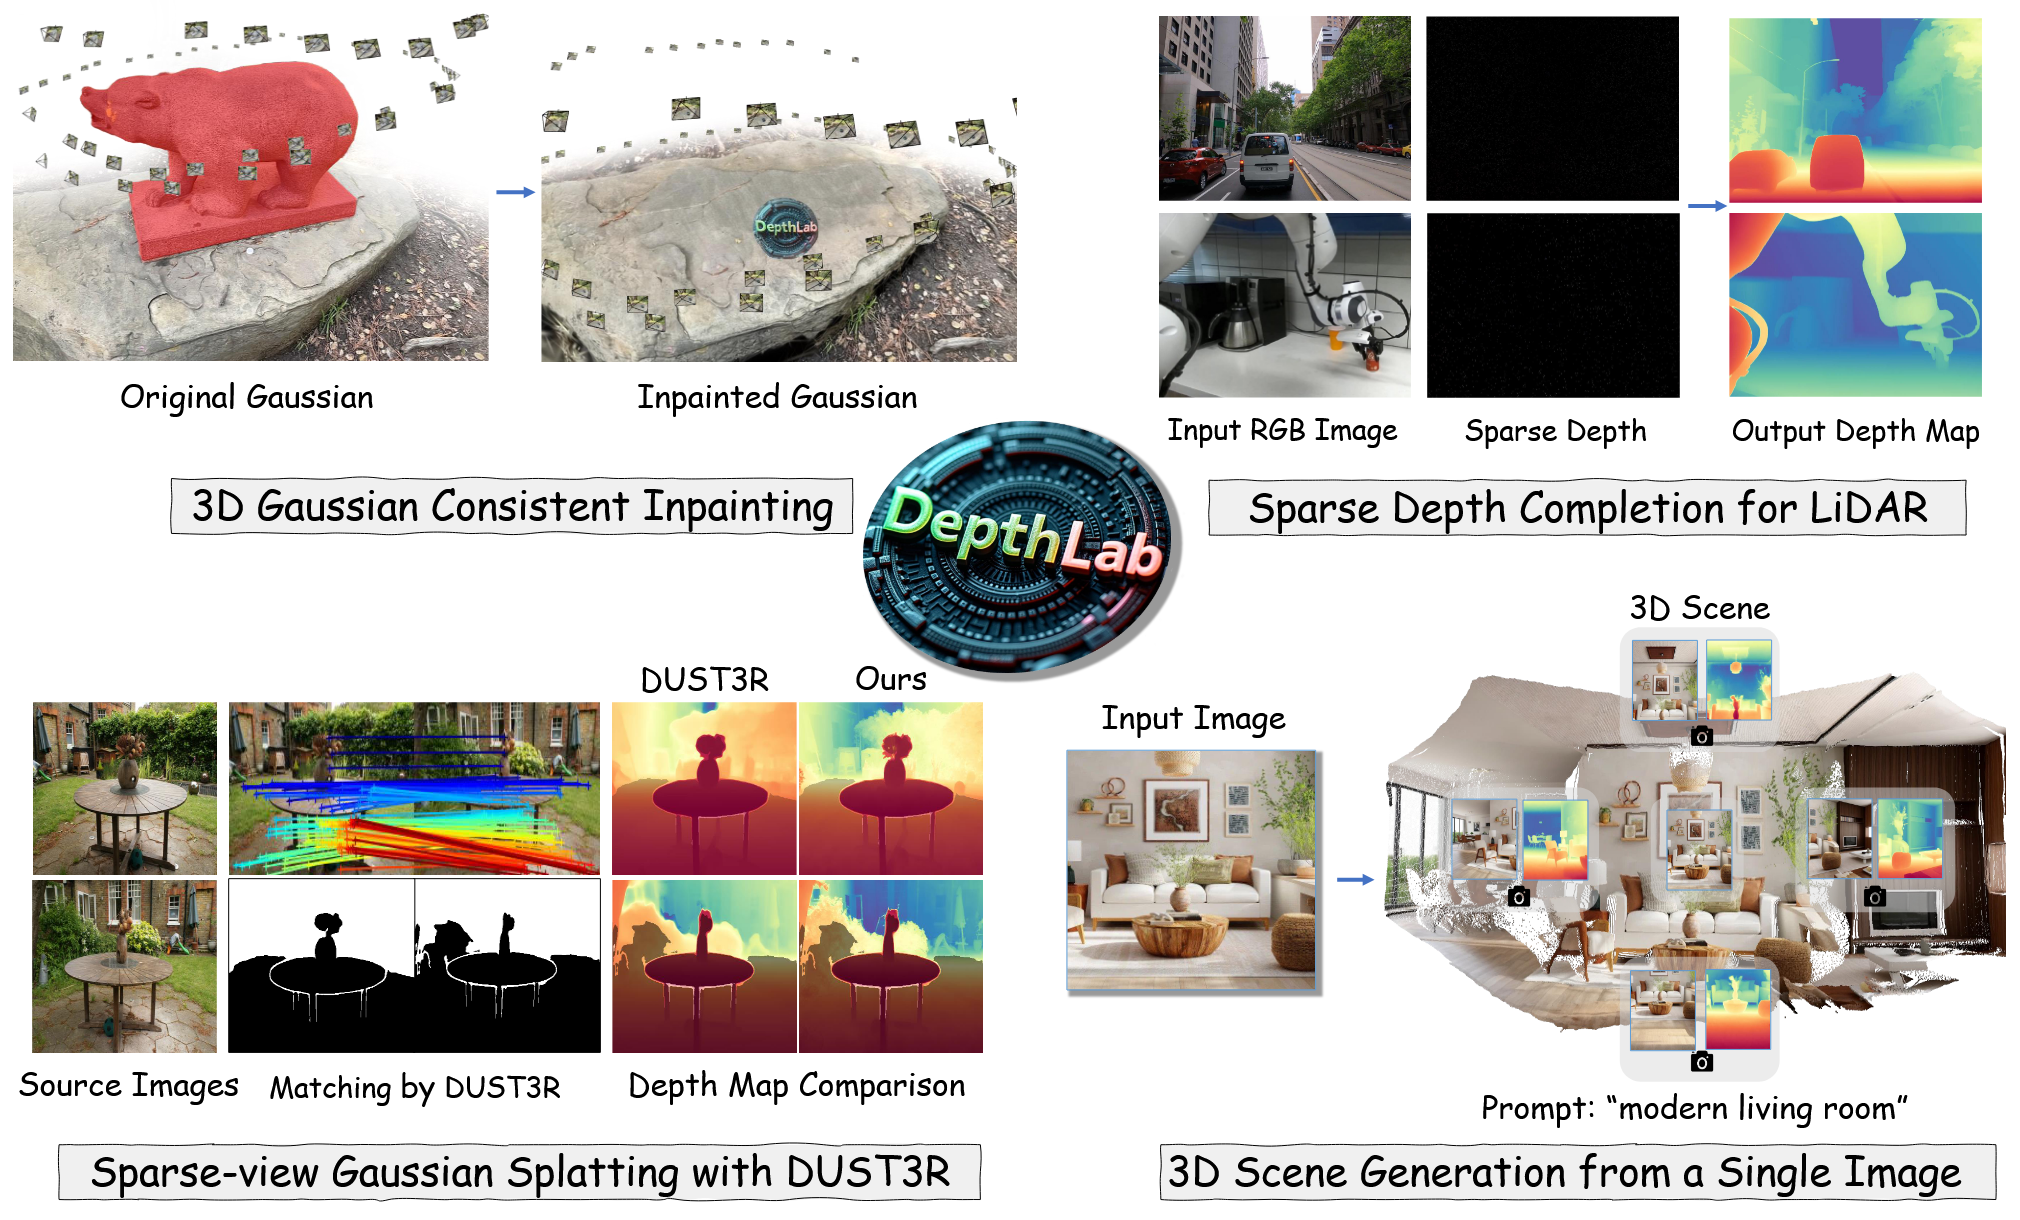 DepthLab
Original Gaussian
Inpainted Gaussian
3D Gaussian Consistent Inpainting
Input RGB Image
Sparse Depth
Output Depth Map
Sparse Depth Completion for LiDAR
DepthLab
DUST3R
Ours
Source Images
Matching by DUST3R
Depth Map Comparison
Sparse-view Gaussian Splatting with DUST3R
Input Image
3D Scene
Prompt: “modern living room”
3D Scene Generation from a Single Image